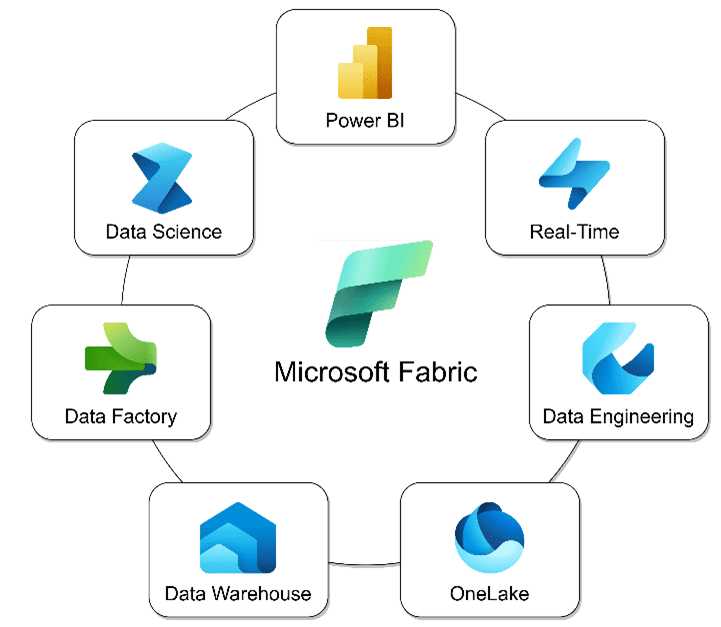 Power BI
Data Science
Real-Time
Microsoft Fabric
Data Factory
Data Engineering
Data Warehouse
OneLake